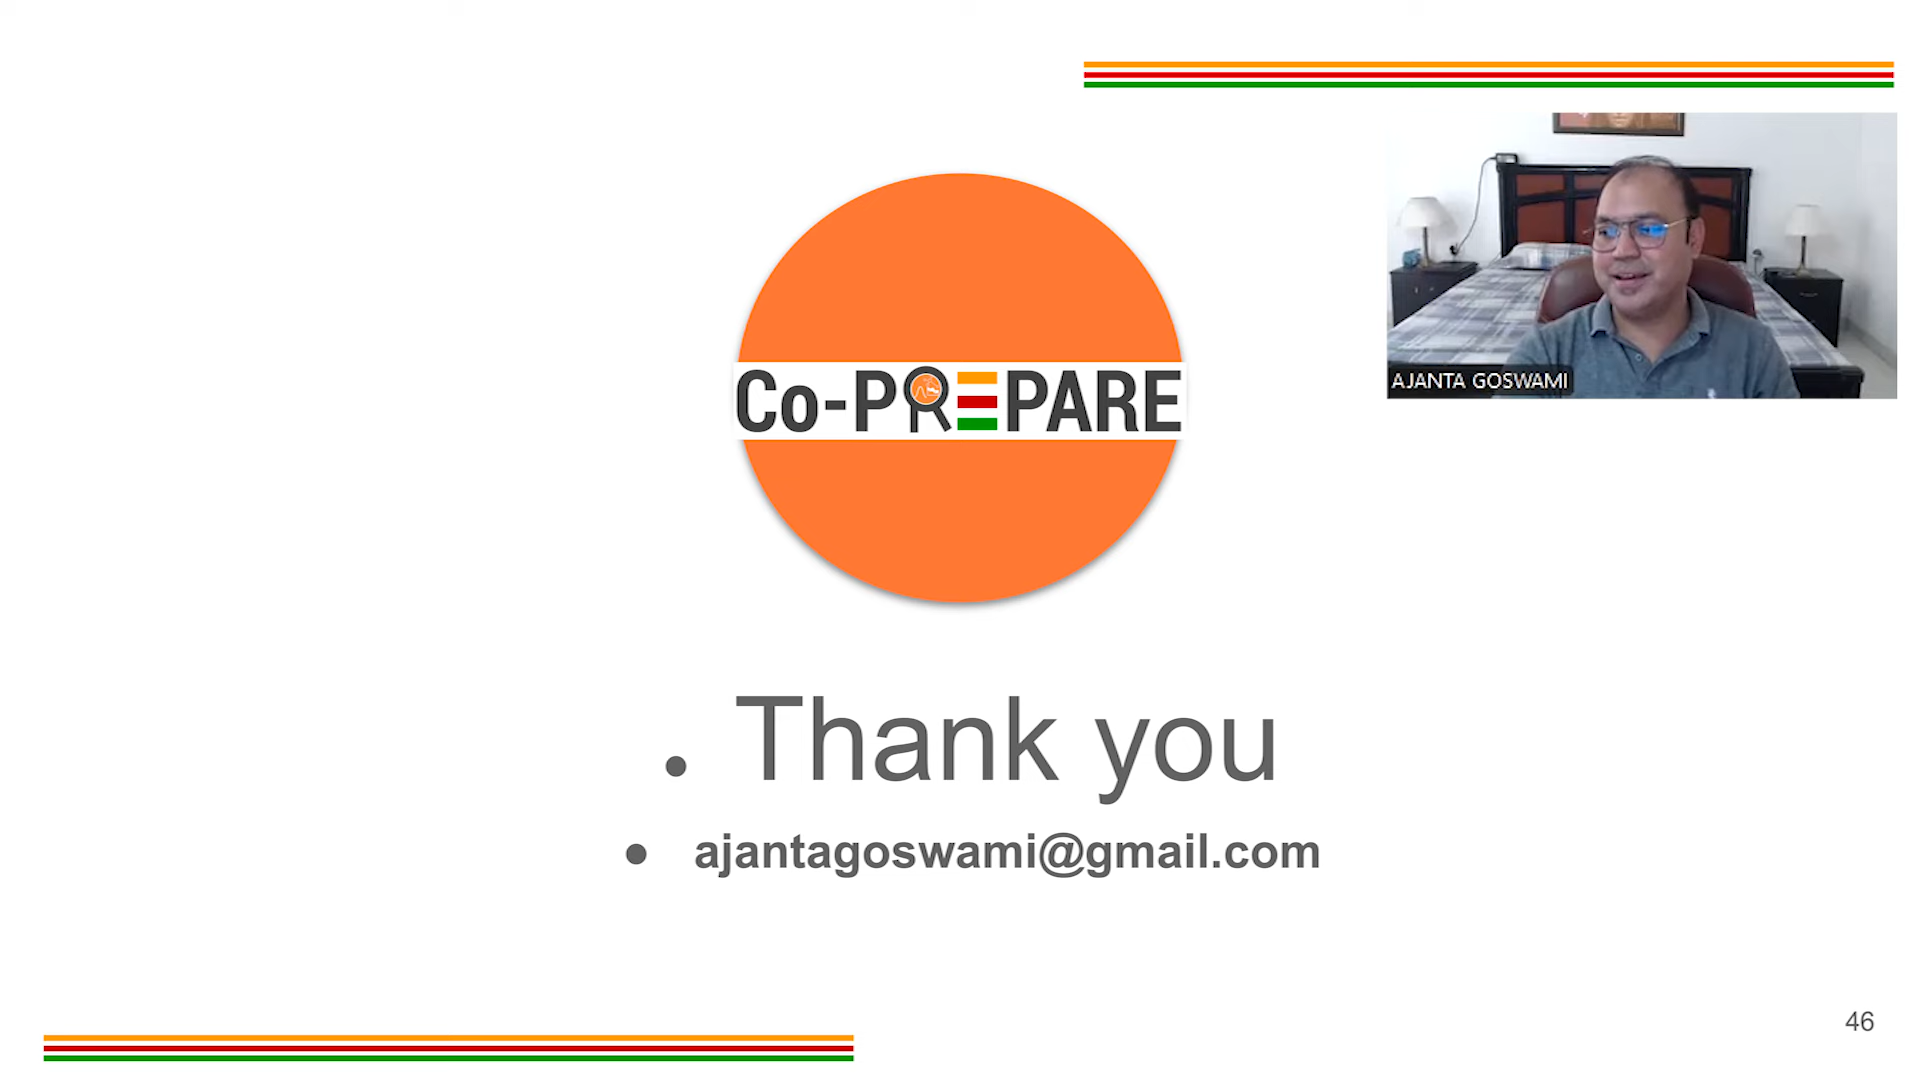 AJANTA GOSWAMI
Co-PREPARE
● Thank you
● ajantagoswami@gmail.com
46